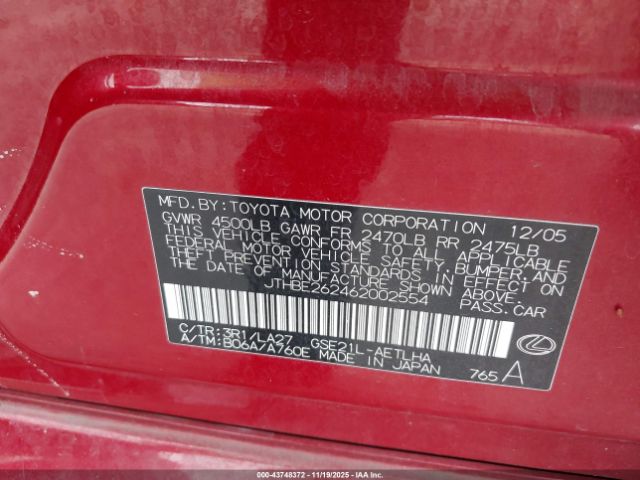 MFD.BY:TOYOTA MOTOR CORPORATION 12/05
GVWR 4500LB GAWR FR 2470LB RR 2475LB
THIS VEHICLE CONFORMS TO ALL APPLICABLE
FEDERAL MOTOR VEHICLE SAFETY, BUMPER, AND
THEFT PREVENTION STANDARDS IN EFFECT ON
THE DATE OF MANUFACTURE SHOWN ABOVE.
JTHBE262462002554 PASS.CAR
C/TR:3R1/LA27 GSE21L-AETLHA
A/TM:B06A/A760E MADE IN JAPAN
765 A
00-43748372 - 11/19/2025 - IAAI.COM